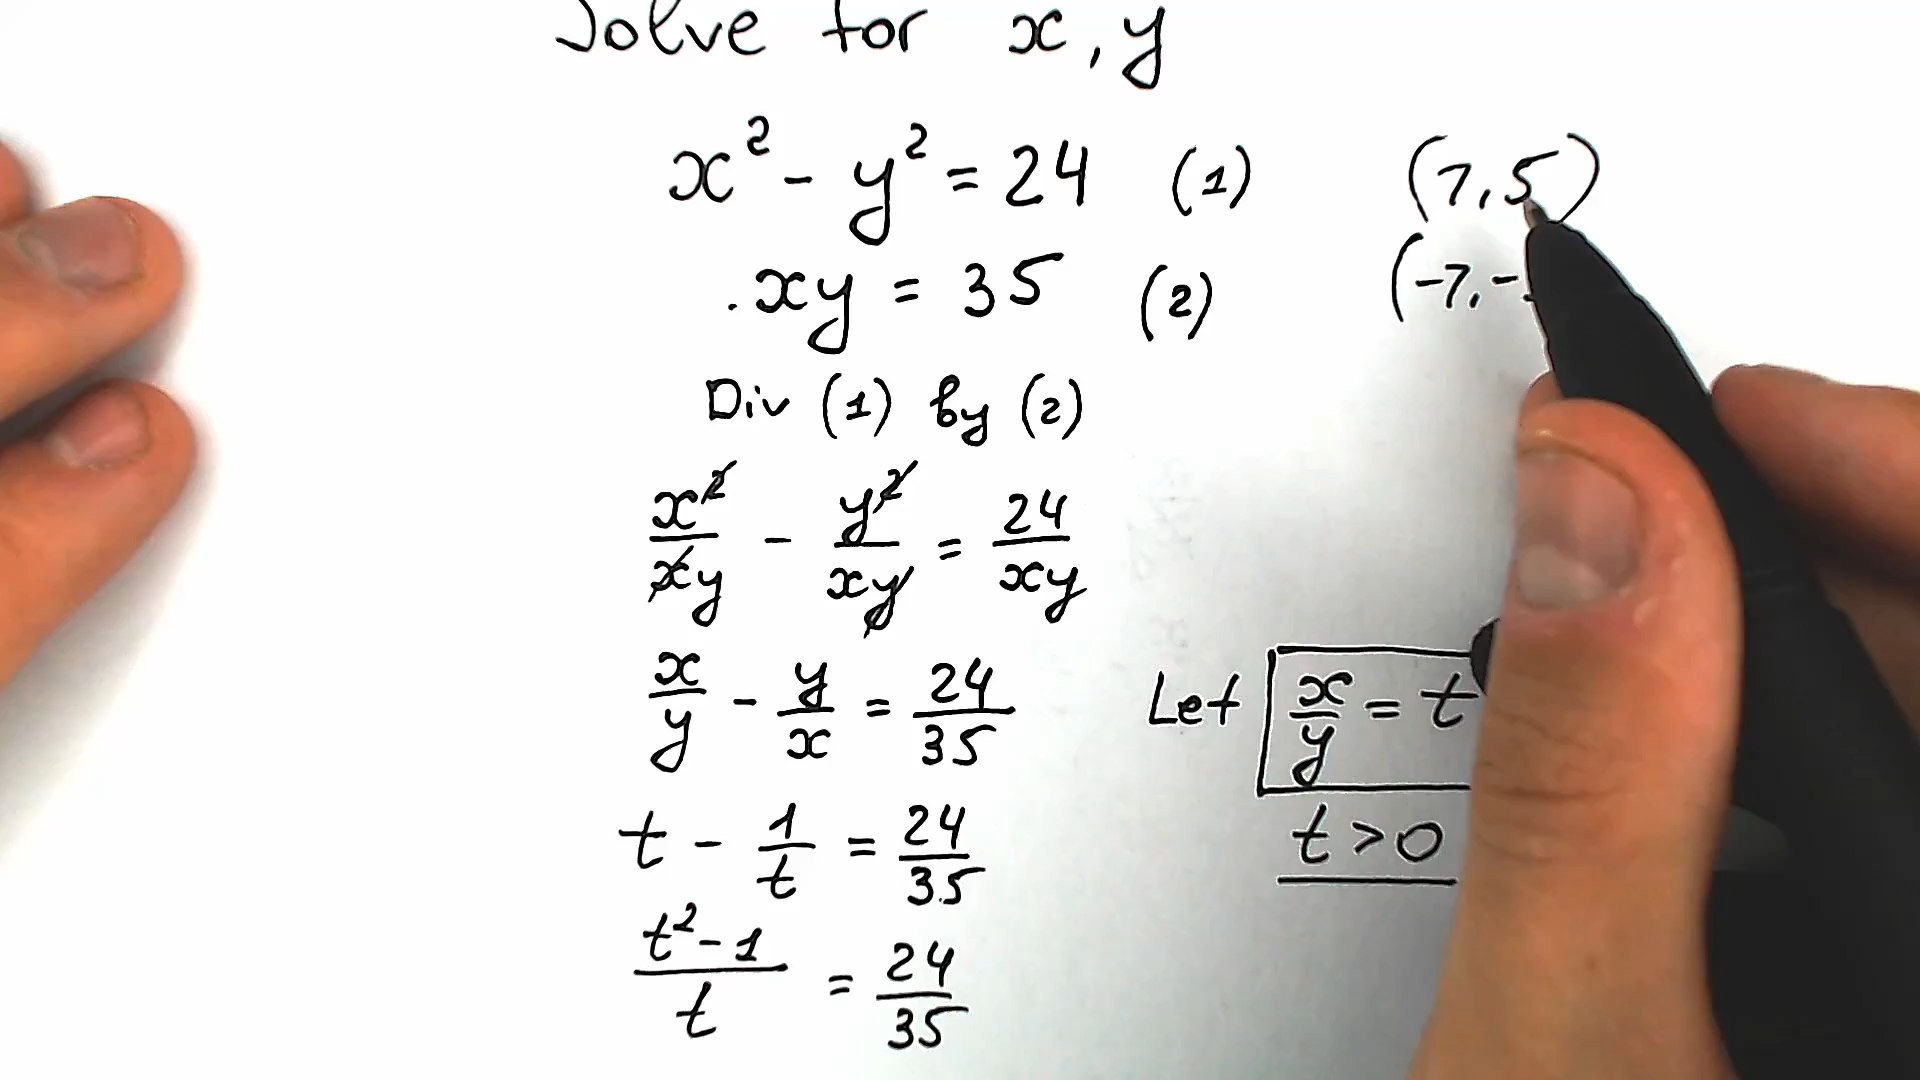 Solve for x, y
x² - y² = 24 (1) (7, 5)
.xy = 35 (2) (-7, -
Div (1) by (2)
x²/xy - y²/xy = 24/xy
x/y - y/x = 24/35
Let x/y = t
t - 1/t = 24/35
t > 0
t² - 1/t = 24/35